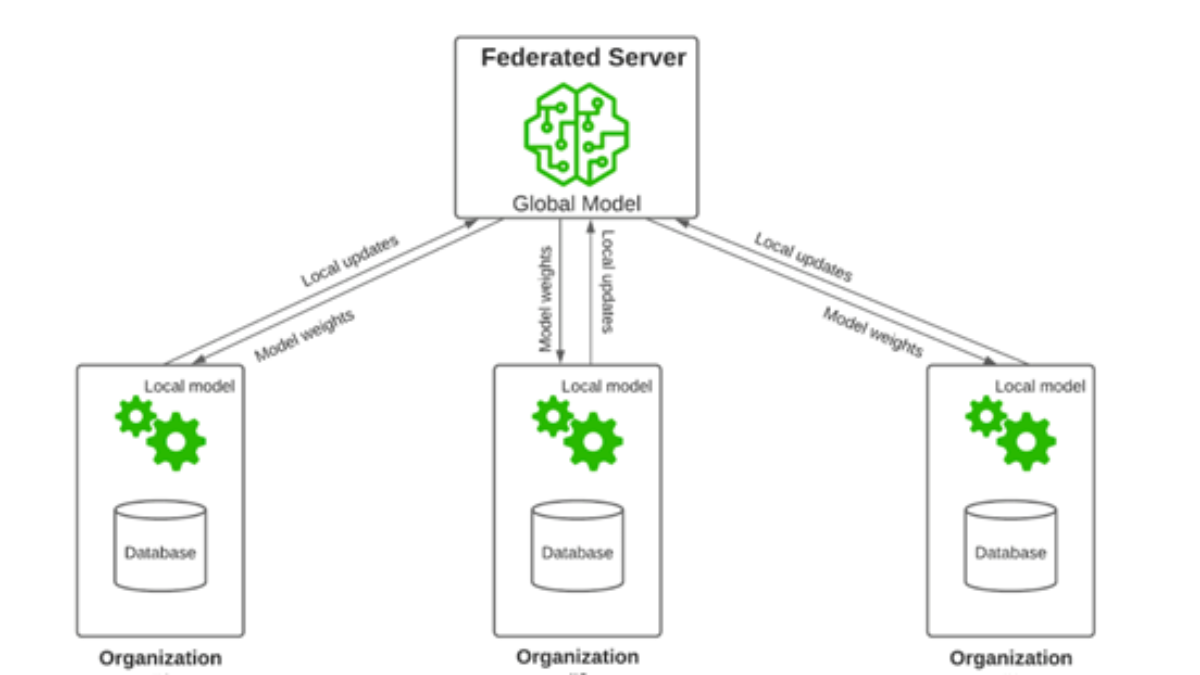 Federated Server
Global Model
Local updates
Model weights
Model weights
Local updates
Local updates
Model weights
Local model
Database
Organization
Local model
Database
Organization
Local model
Database
Organization